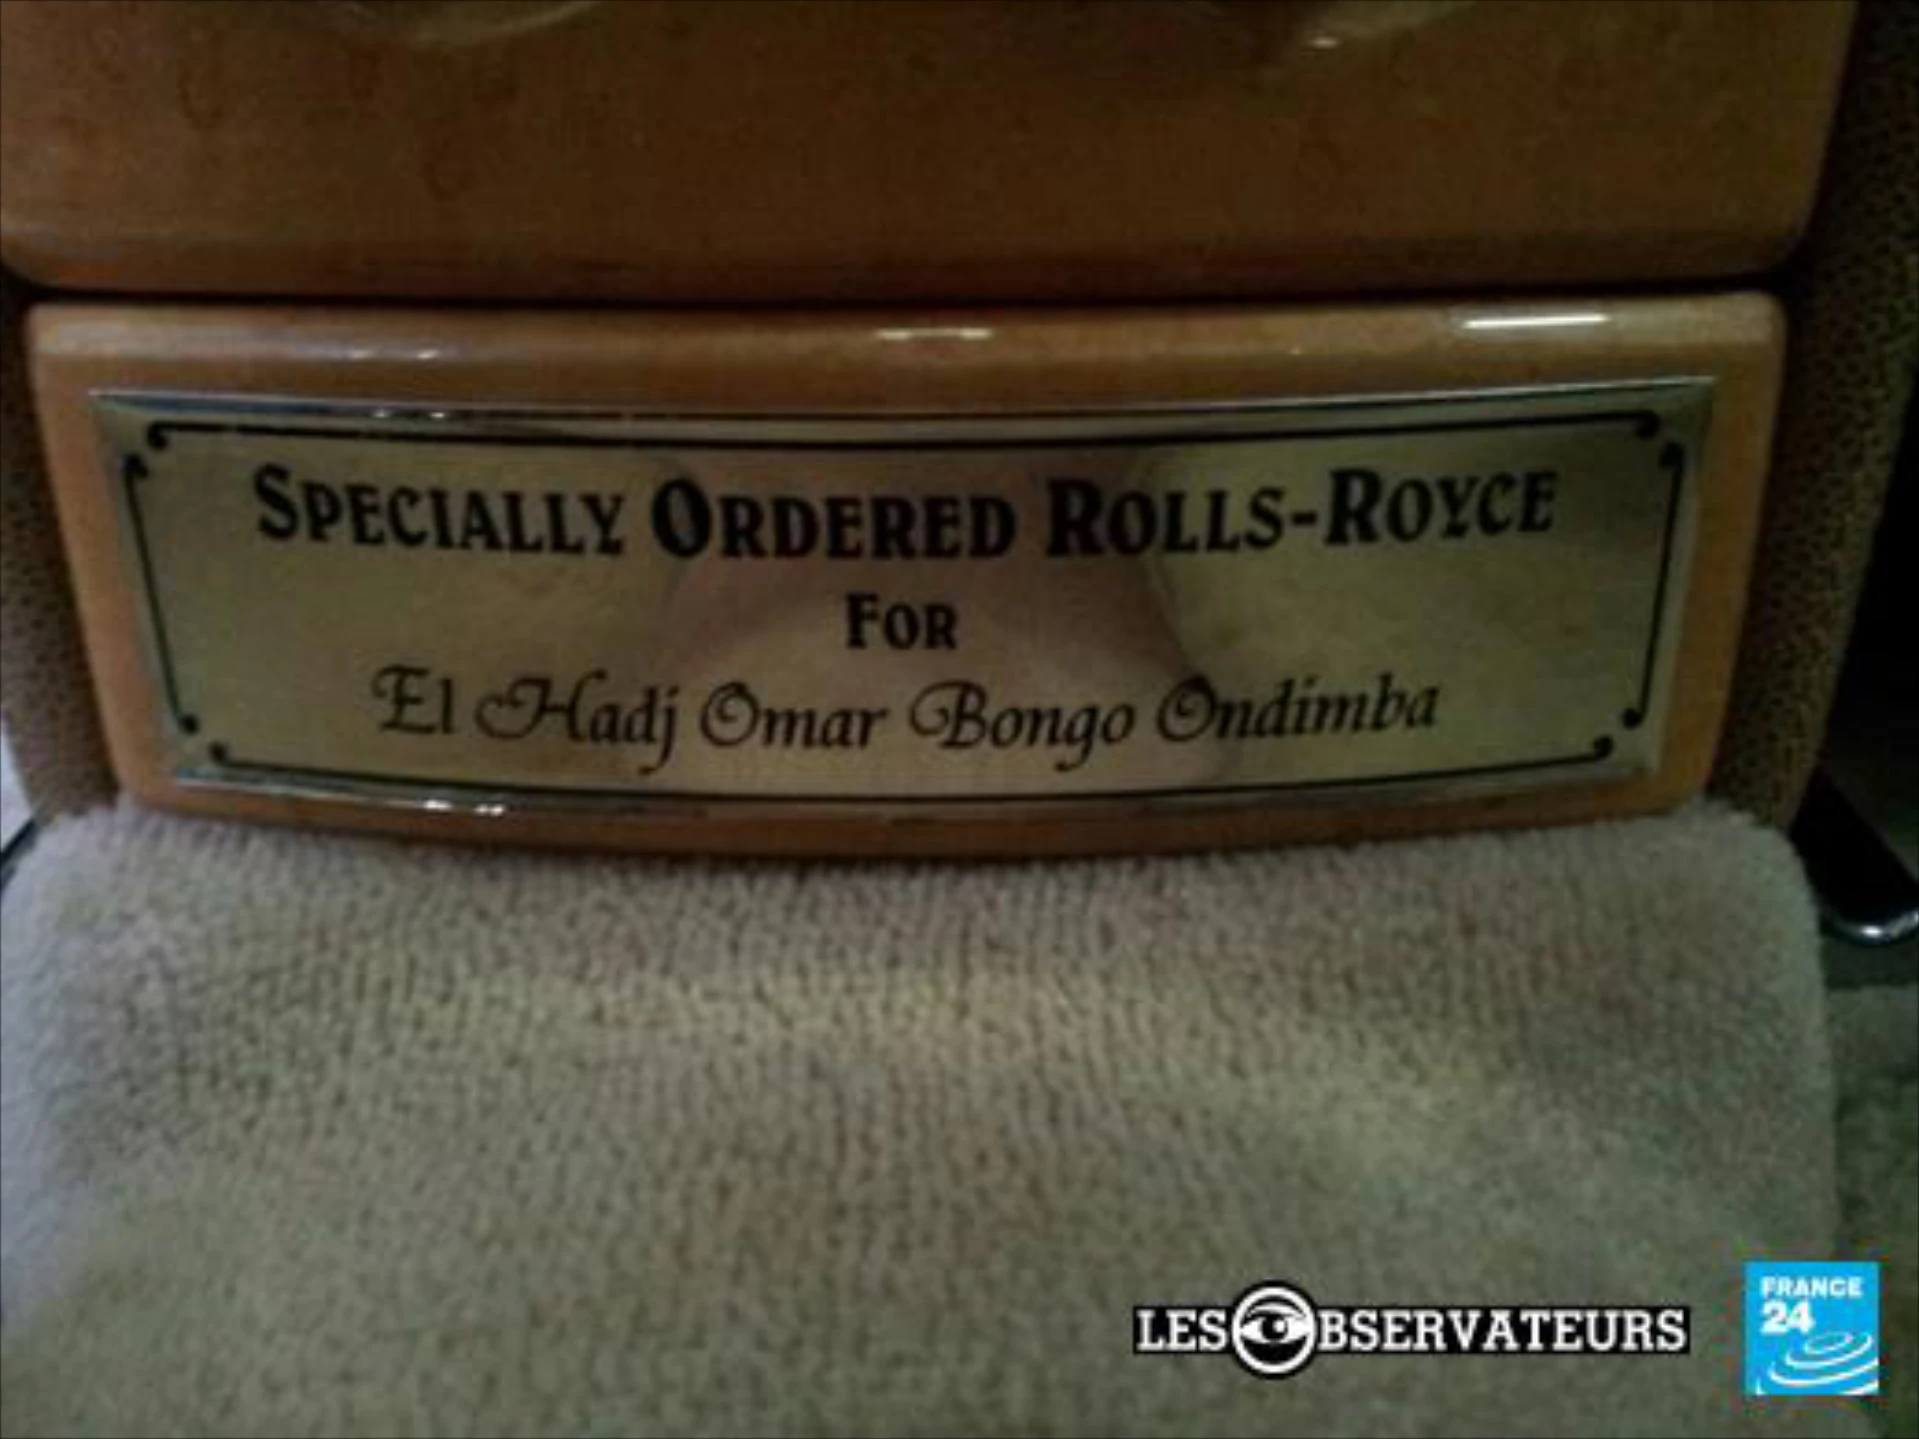 SPECIALLY ORDERED ROLLS-ROYCE
FOR
El Hadj Omar Bongo Ondimba
LES OBSERVATEURS
FRANCE
24